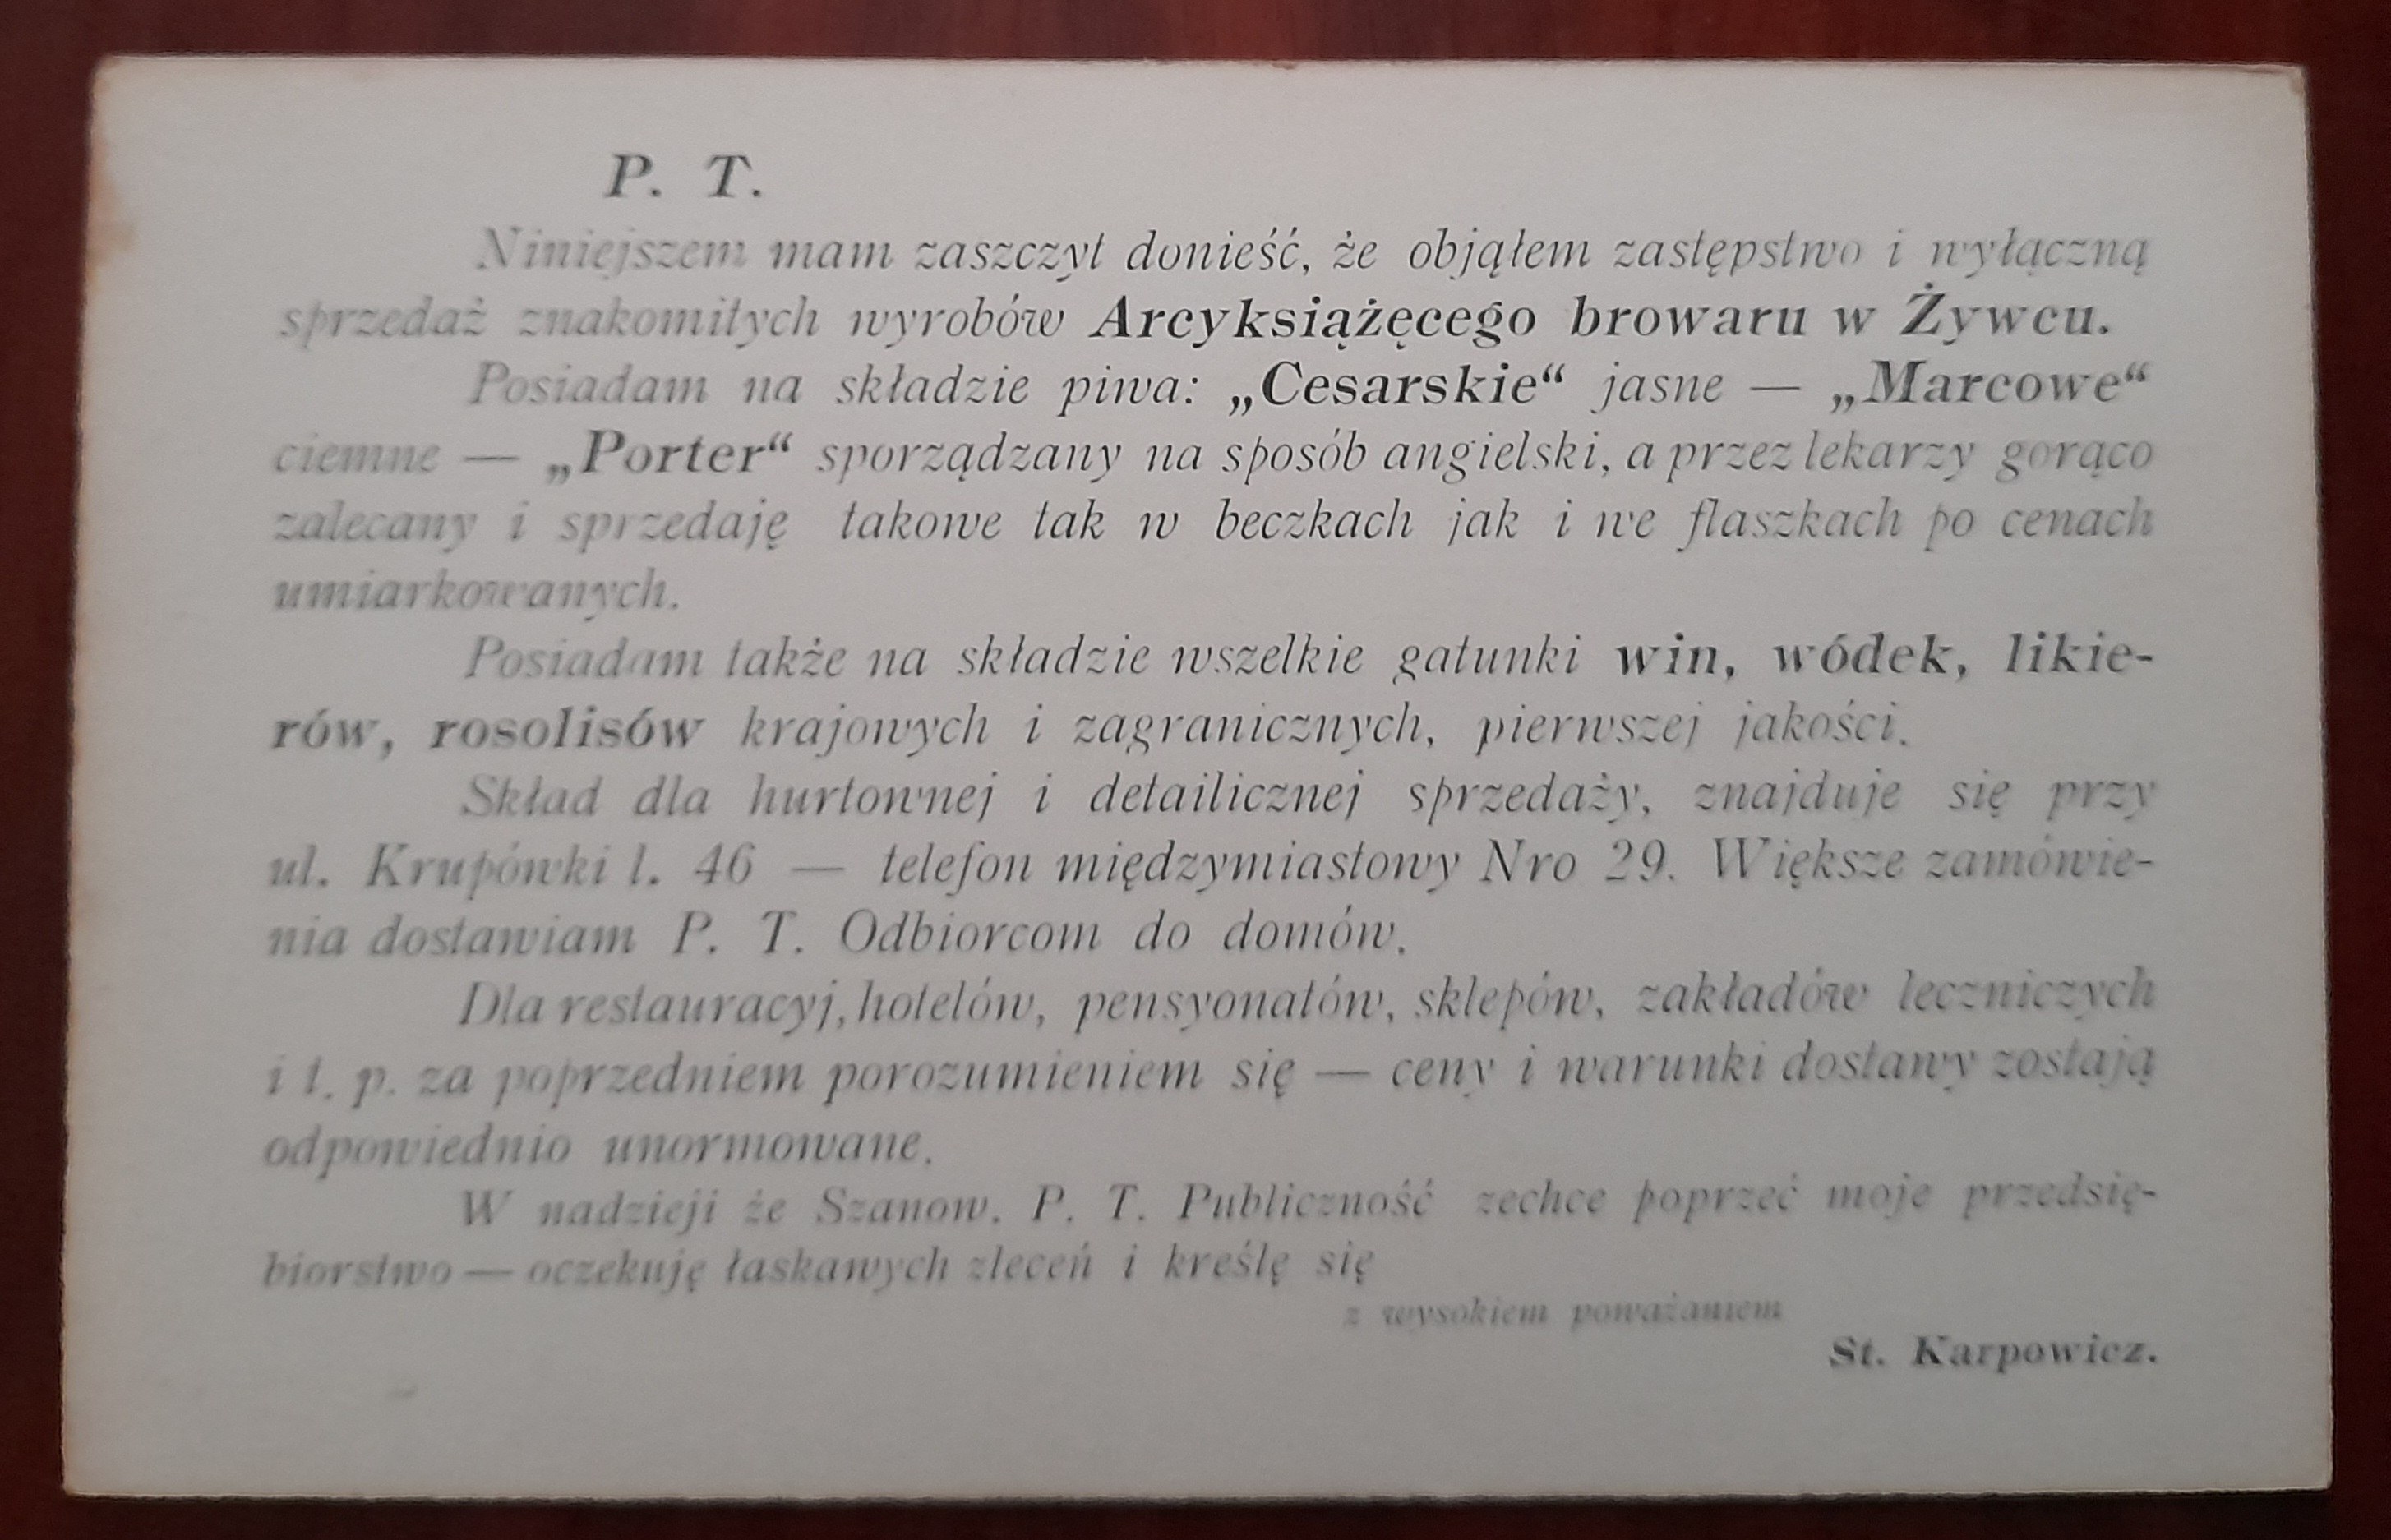 P. T.
Niniejszem mam zaszczyt donieść, że objąłem zastępstwo i wyłączną
sprzedaż znakomitych wyrobów Arcyksiążęcego browaru w Żywcu.
Posiadam na składzie piwa: „Cesarskie“ jasne — „Marcowe“
ciemne — „Porter“ sporządzany na sposób angielski, a przez lekarzy gorąco
zalecany i sprzedaję takowe tak w beczkach jak i we flaszkach po cenach
umiarkowanych.
Posiadam także na składzie wszelkie gatunki win, wódek, likie-
rów, rosolisów krajowych i zagranicznych, pierwszej jakości.
Skład dla hurtownej i detailicznej sprzedaży, znajduje się przy
ul. Krupówki l. 46 — telefon międzymiastowy Nro 29. Większe zamówie-
nia dostawiam P. T. Odbiorcom do domów.
Dla restauracyj, hotelów, pensyonatów, sklepów, zakładów leczniczych
i t. p. za poprzedniem porozumieniem się — ceny i warunki dostawy zostają
odpowiednio unormowane.
W nadzieji że Szanow. P. T. Publiczność zechce poprzeć moje przedsię-
biorstwo — oczekuję łaskawych zleceń i kreślę się
z wysokiem poważaniem
St. Karpowicz.